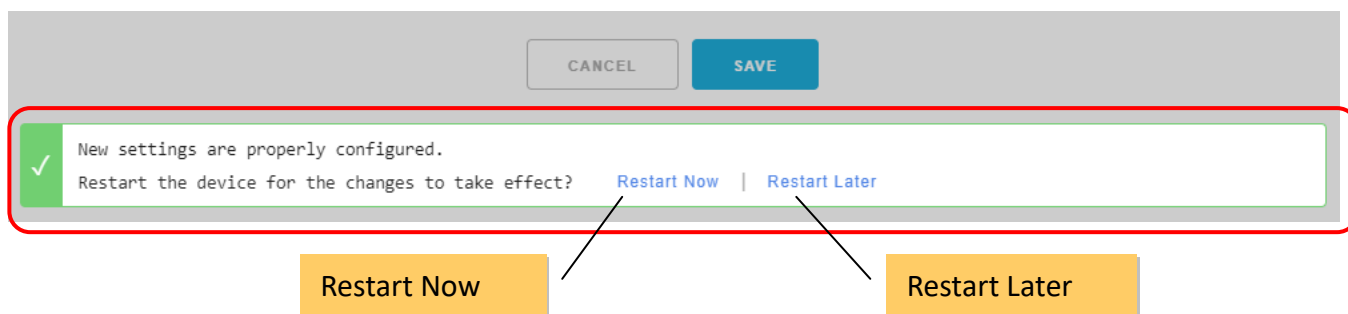 CANCEL SAVE
New settings are properly configured.
Restart the device for the changes to take effect? Restart Now | Restart Later
Restart Now Restart Later